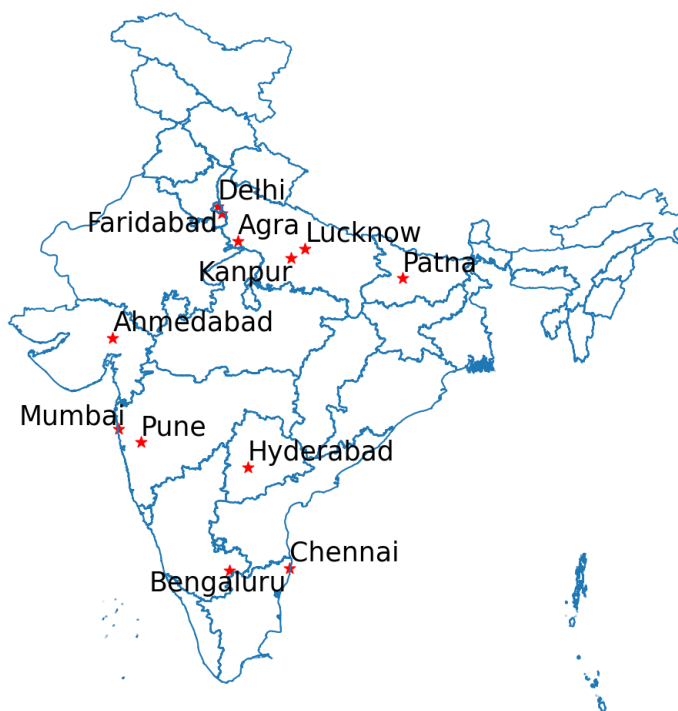 Delhi
Faridabad
Agra
Lucknow
Kanpur
Patna
Ahmedabad
Mumbai
Pune
Hyderabad
Chennai
Bengaluru